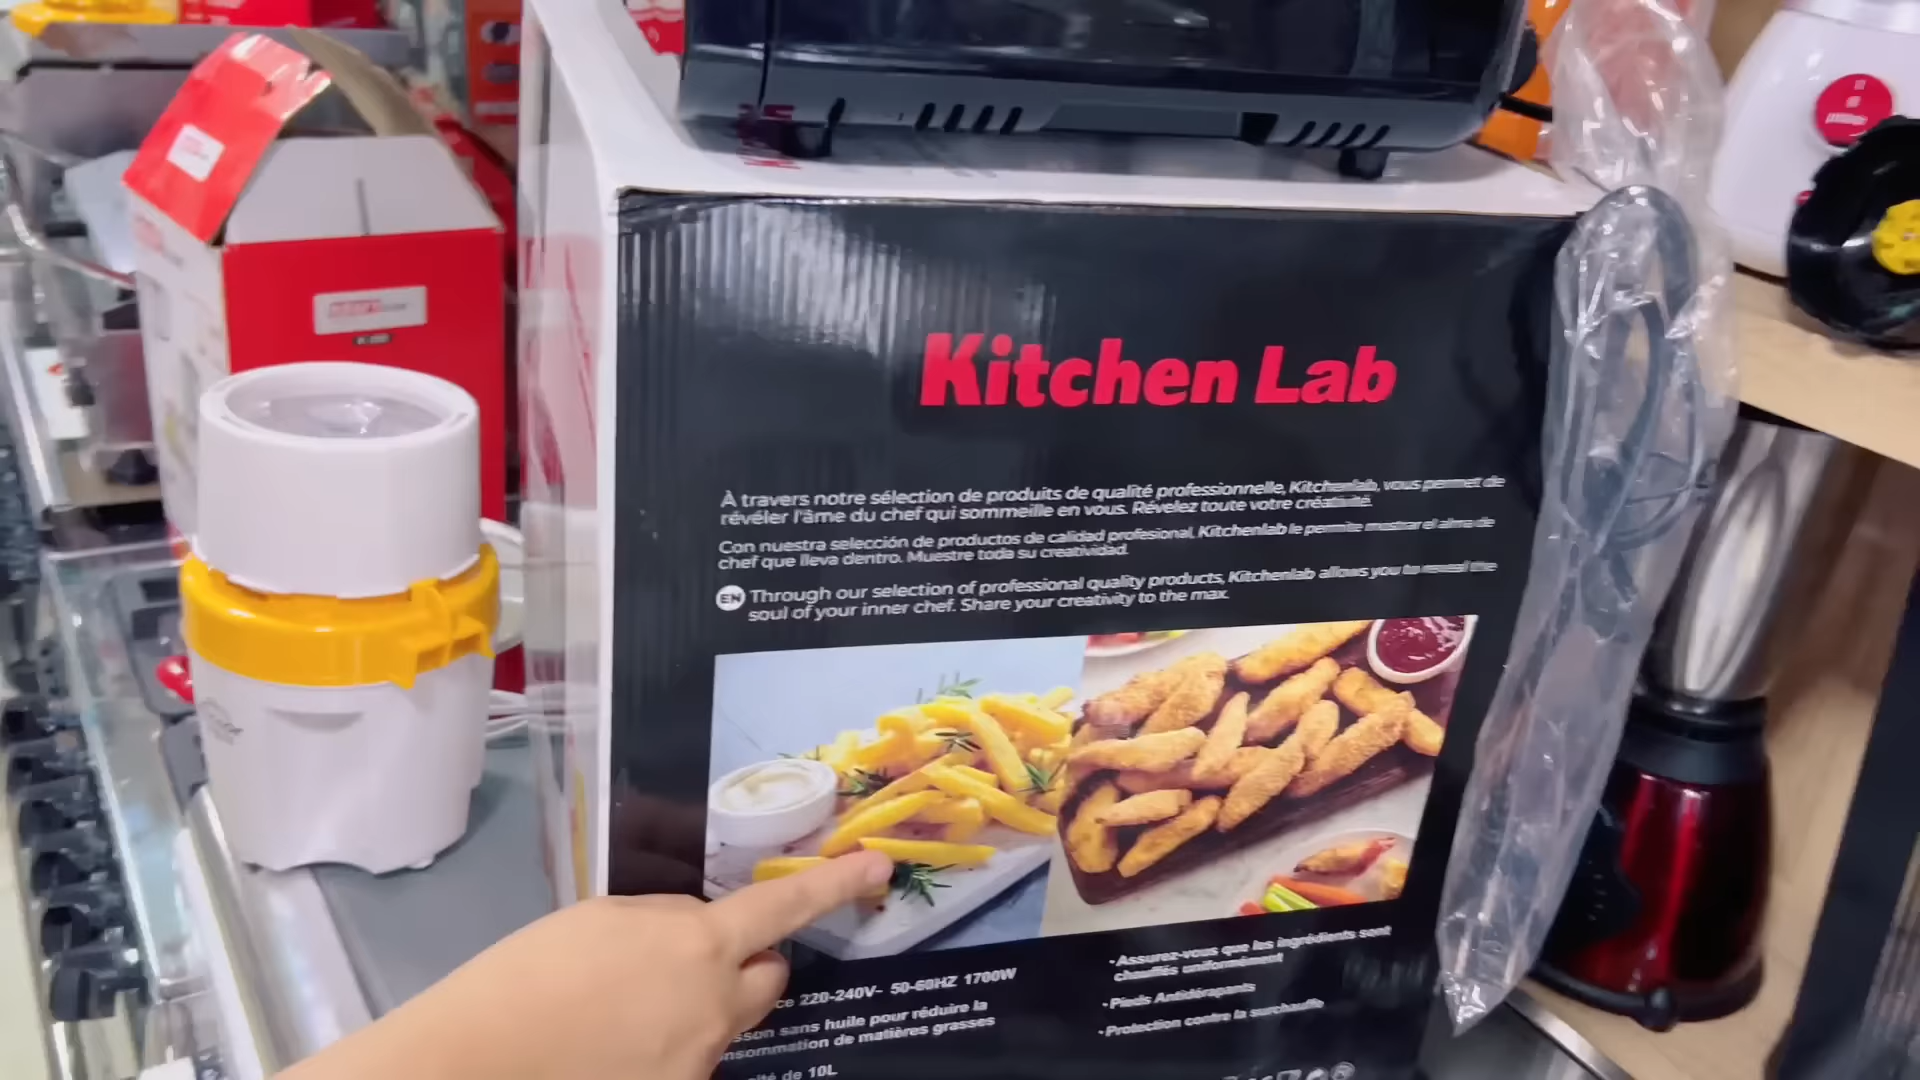 Kitchen Lab
À travers notre sélection de produits de qualité professionnelle, Kitchenlab, vous permet de
révéler l'âme du chef qui sommeille en vous. Révelez toute votre créativité.
Con nuestra selección de productos de calidad profesional, Kitchenlab le permite mostrar el alma de
chef que lleva dentro. Muestre toda su creatividad.
EN Through our selection of professional quality products, Kitchenlab allows you to reveal the
soul of your inner chef. Share your creativity to the max.
220-240V~ 50-60HZ 1700W
sans huile pour réduire la
de matières grasses
de 10L
•Assurez-vous que les ingrédients sont
chauffés uniformément
•Pieds Antidérapants
•Protection contre la surchauffe